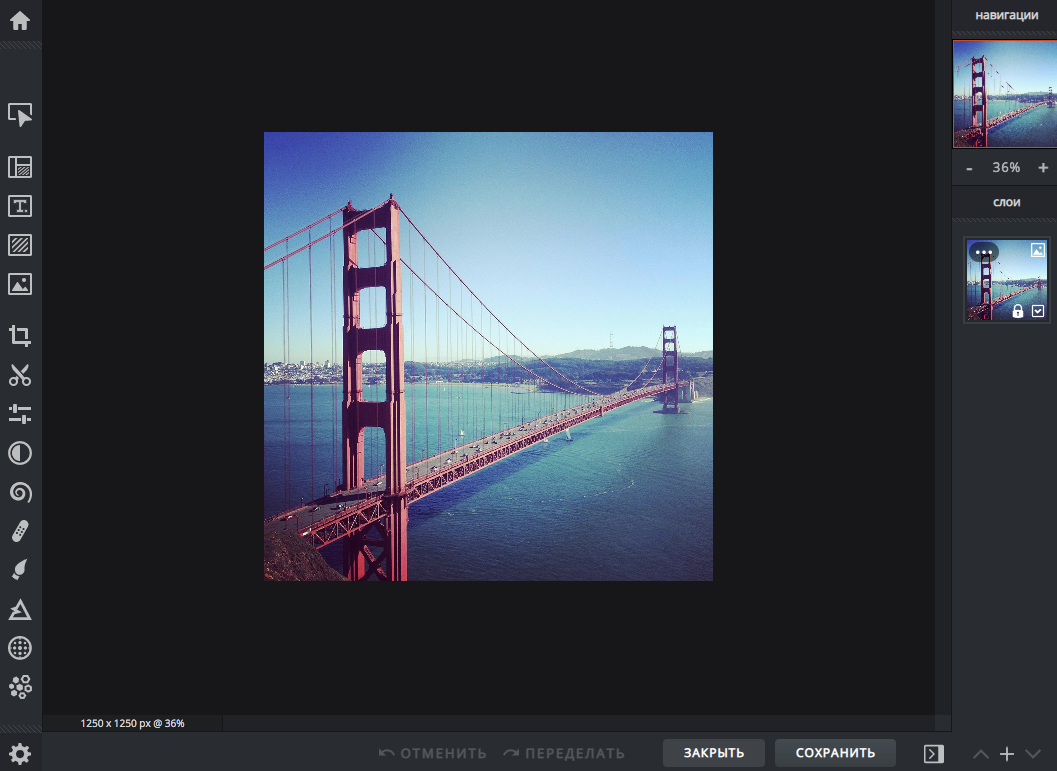 навигации
- 36% +
слои
T.
1250 x 1250 px @ 36%
ОТМЕНИТЬ ПЕРЕДЕЛАТЬ ЗАКРЫТЬ СОХРАНИТЬ